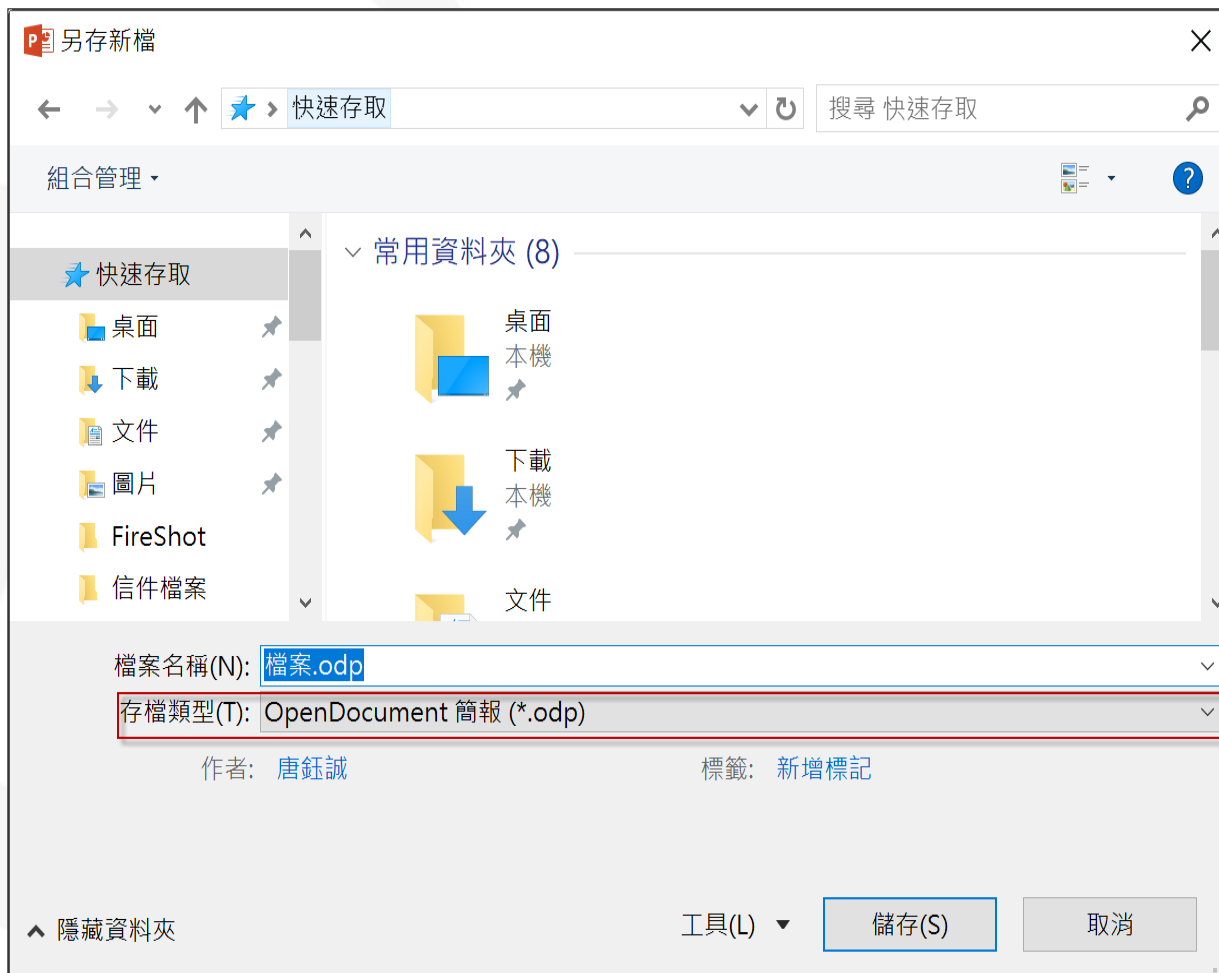 另存新檔
快速存取
搜尋 快速存取
組合管理
快速存取
桌面
下載
文件
圖片
FireShot
信件檔案
常用資料夾 (8)
桌面
本機
下載
本機
文件
檔案名稱(N): 檔案.odp
存檔類型(T): OpenDocument 簡報 (*.odp)
作者: 唐鈺誠 標籤: 新增標記
隱藏資料夾 工具(L) 儲存(S) 取消